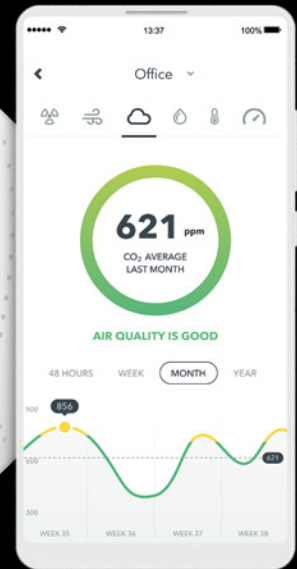 13:37
100%
Office
621 ppm
CO₂ AVERAGE
LAST MONTH
AIR QUALITY IS GOOD
48 HOURS WEEK MONTH YEAR
900
856
600
621
300
WEEK 35 WEEK 36 WEEK 37 WEEK 38